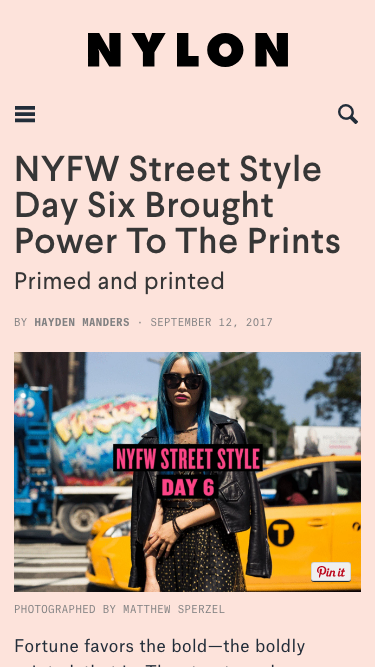 NYLON
NYFW Street Style
Day Six Brought
Power To The Prints
Primed and printed
BY HAYDEN MANDERS · SEPTEMBER 12, 2017
NYFW STREET STYLE
DAY 6
T
Pin it
PHOTOGRAPHED BY MATTHEW SPERZEL
Fortune favors the bold—the boldly